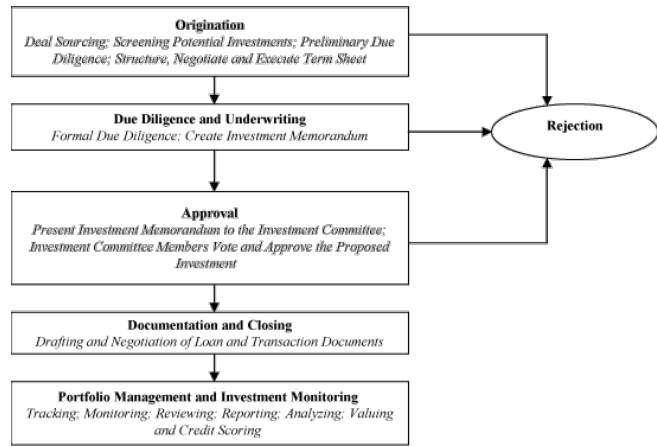 Origination
Deal Sourcing; Screening Potential Investments; Preliminary Due
Diligence; Structure, Negotiate and Execute Term Sheet
Due Diligence and Underwriting
Formal Due Diligence; Create Investment Memorandum
Rejection
Approval
Present Investment Memorandum to the Investment Committee;
Investment Committee Members Vote and Approve the Proposed
Investment
Documentation and Closing
Drafting and Negotiation of Loan and Transaction Documents
Portfolio Management and Investment Monitoring
Tracking; Monitoring; Reviewing; Reporting; Analyzing; Valuing
and Credit Scoring